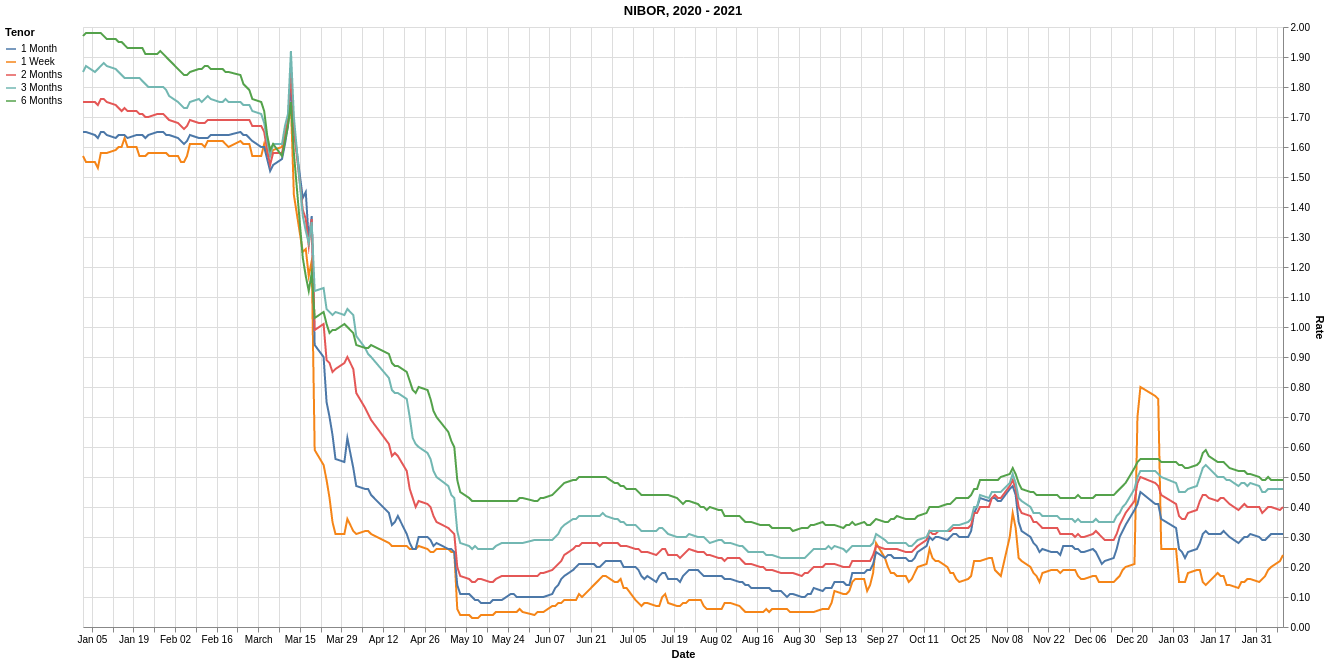 NIBOR, 2020 - 2021
Tenor
1 Month
1 Week
2 Months
3 Months
6 Months
2.00
1.90
1.80
1.70
1.60
1.50
1.40
1.30
1.20
1.10
1.00
0.90
0.80
0.70
0.60
0.50
0.40
0.30
0.20
0.10
0.00
Rate
Jan 05 Jan 19 Feb 02 Feb 16 March Mar 15 Mar 29 Apr 12 Apr 26 May 10 May 24 Jun 07 Jun 21 Jul 05 Jul 19 Aug 02 Aug 16 Aug 30 Sep 13 Sep 27 Oct 11 Oct 25 Nov 08 Nov 22 Dec 06 Dec 20 Jan 03 Jan 17 Jan 31
Date